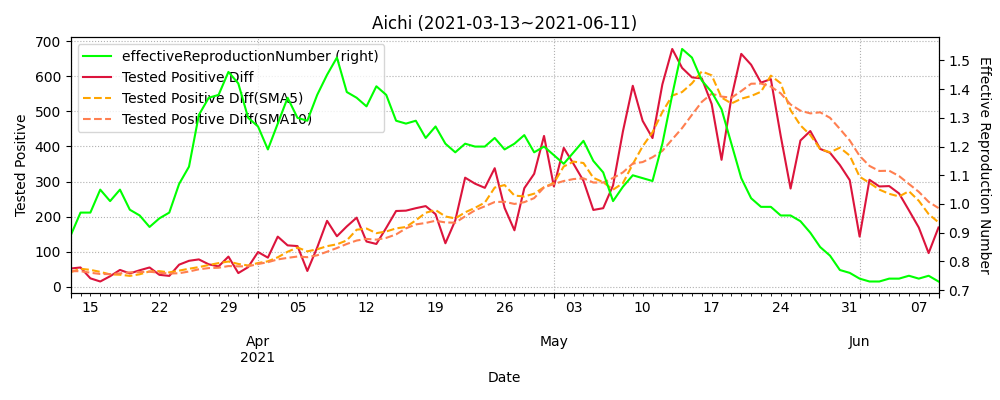 Aichi (2021-03-13~2021-06-11)
effectiveReproductionNumber (right)
Tested Positive Diff
Tested Positive Diff(SMA5)
Tested Positive Diff(SMA10)
Tested Positive
700
600
500
400
300
200
100
0
Effective Reproduction Number
1.5
1.4
1.3
1.2
1.1
1.0
0.9
0.8
0.7
15 22 29 05 12 19 26 03 10 17 24 31 07
Apr May Jun
2021
Date